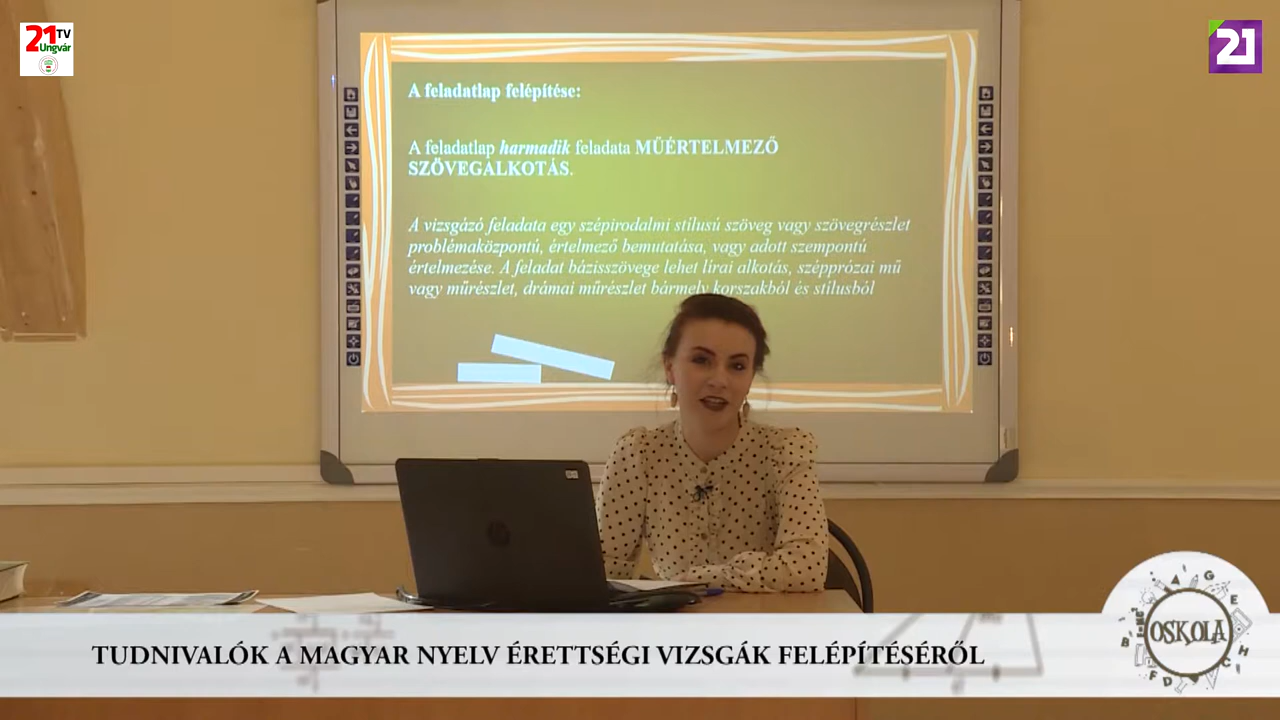 21 TV
Ungvár
21
A feladatlap felépítése:
A feladatlap harmadik feladata MŰÉRTELMEZŐ
SZÖVEGALKOTÁS.
A vizsgázó feladata egy szépirodalmi stílusú szöveg vagy szövegrészlet
problémaközpontú, értelmező bemutatása, vagy adott szempontú
értelmezése. A feladat bázisszövege lehet lírai alkotás, szépprózai mű
vagy műrészlet, drámai műrészlet bármely korszakból és stílusból
TUDNIVALÓK A MAGYAR NYELV ÉRETTSÉGI VIZSGÁK FELÉPÍTÉSÉRŐL
OSKOLA